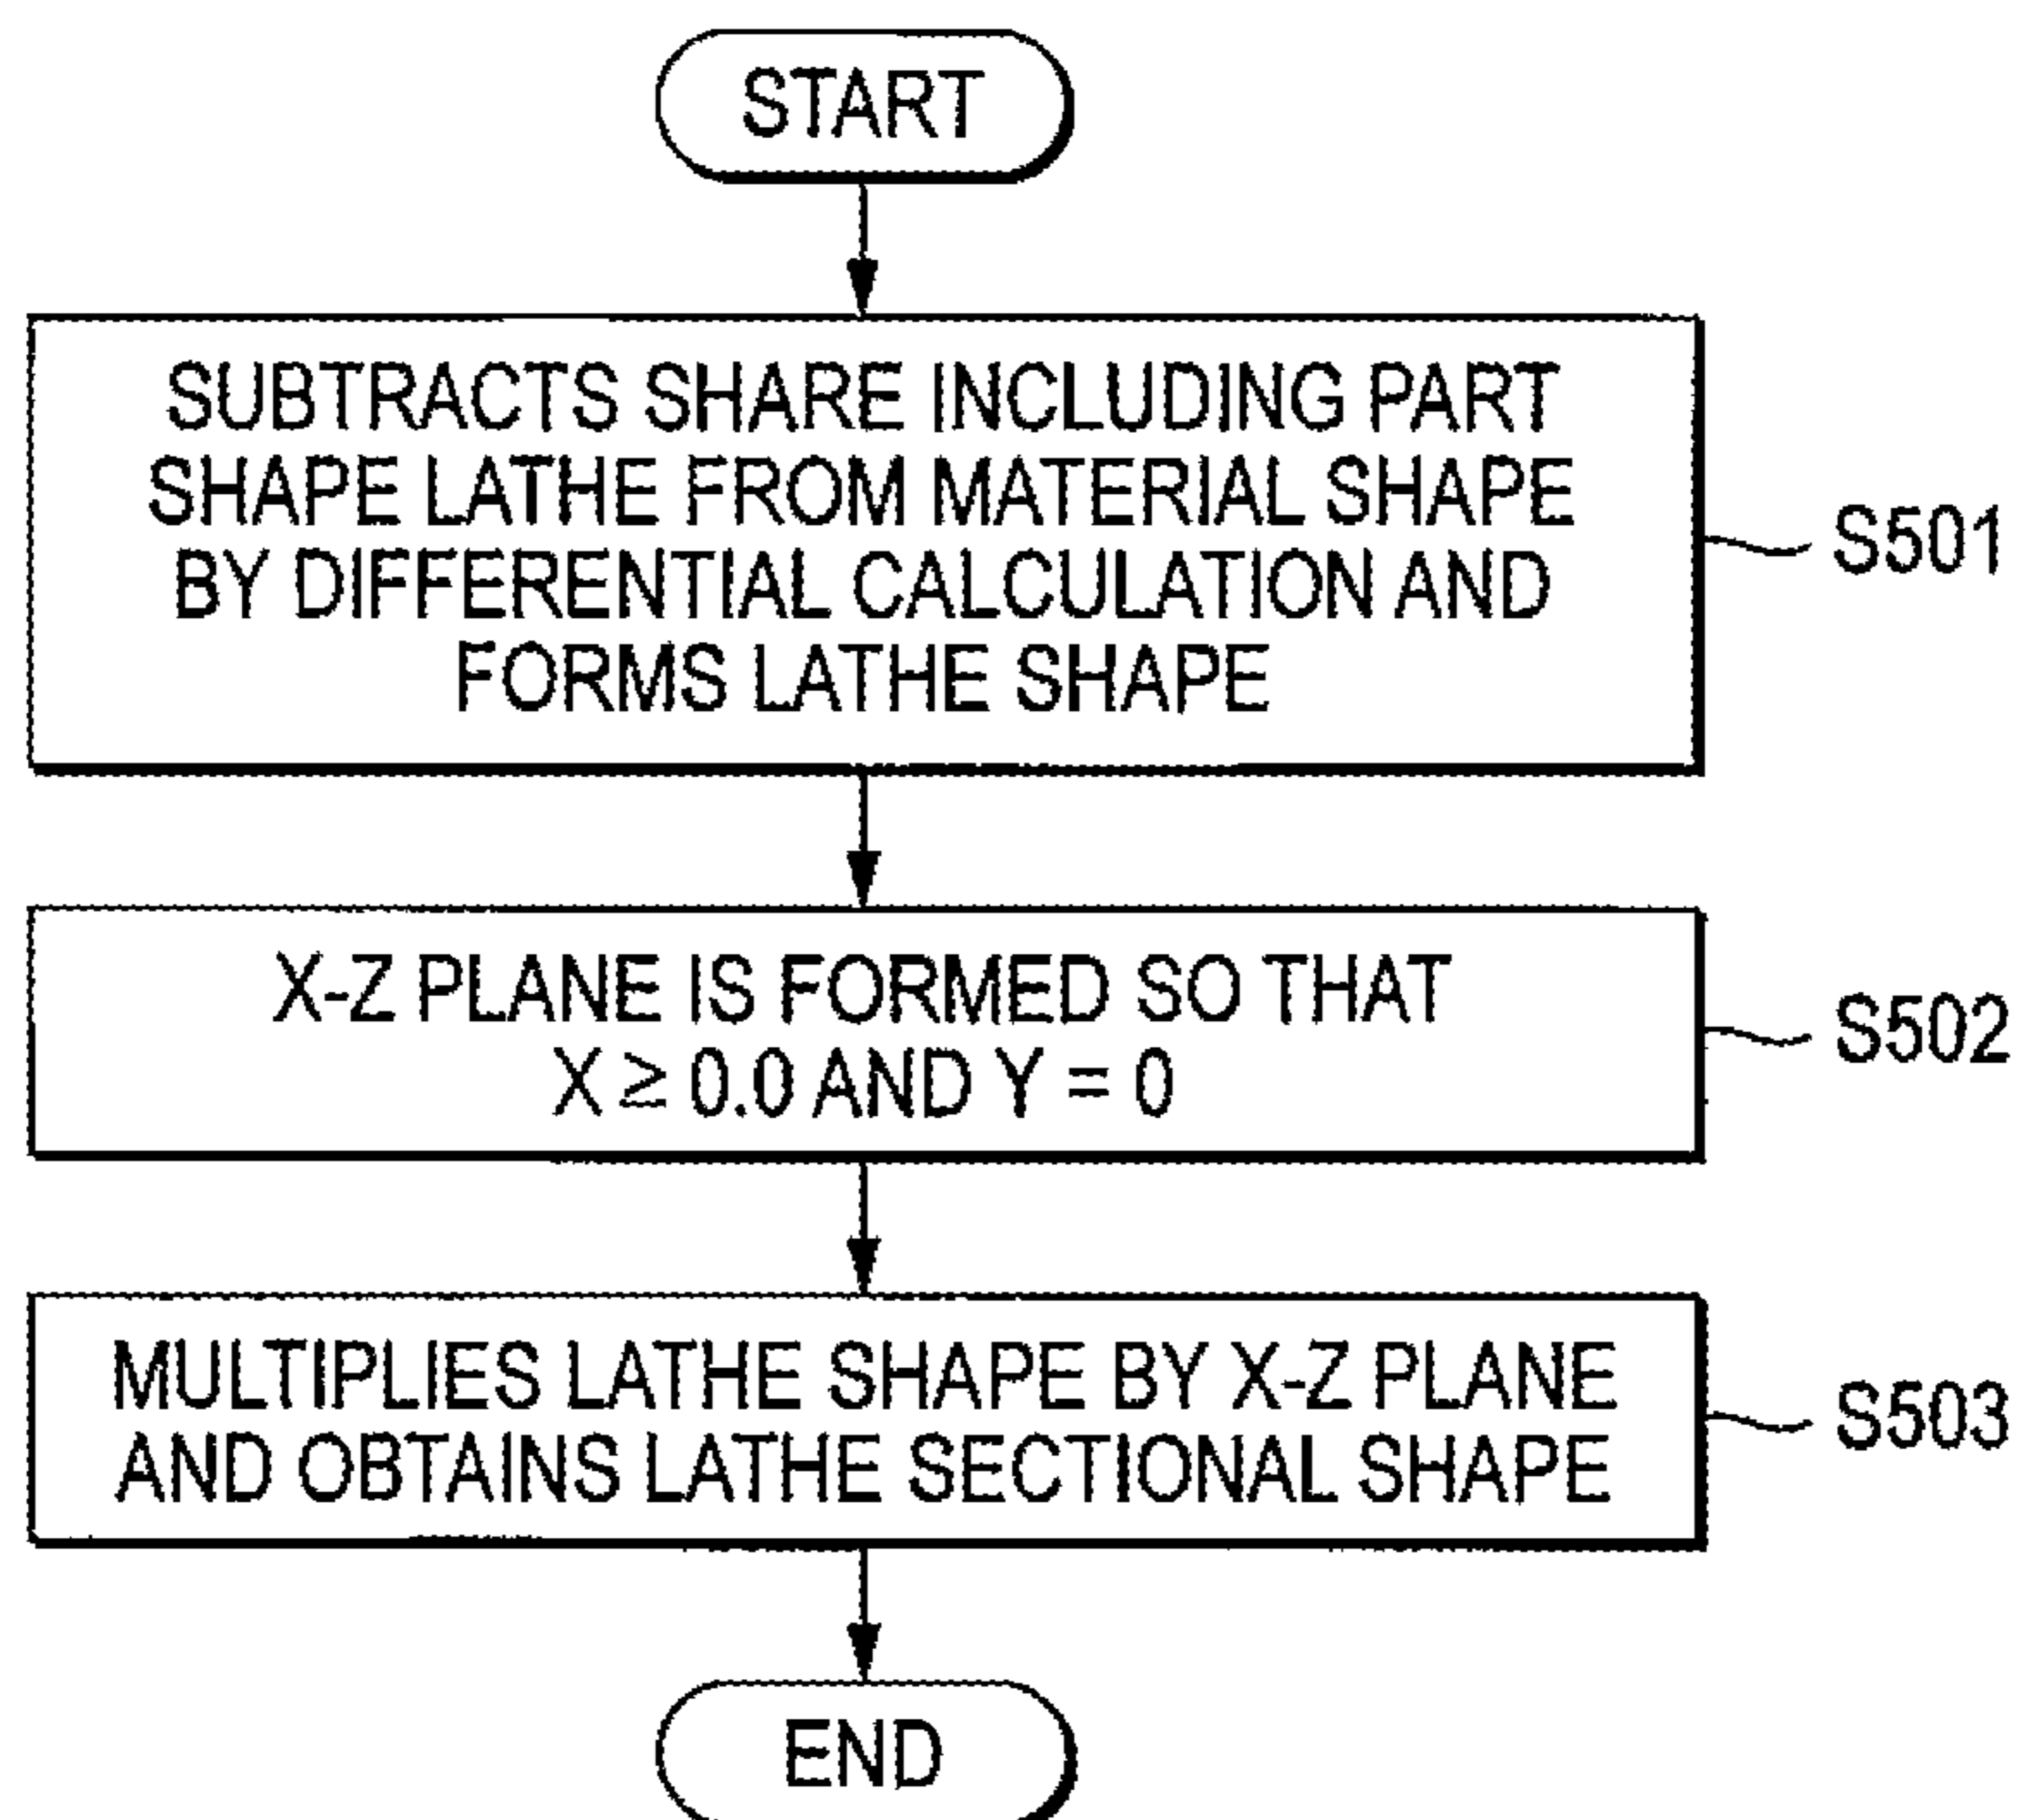 START
SUBTRACTS SHARE INCLUDING PART
SHAPE LATHE FROM MATERIAL SHAPE
BY DIFFERENTIAL CALCULATION AND
FORMS LATHE SHAPE
S501
X-Z PLANE IS FORMED SO THAT
X ≥ 0.0 AND Y = 0
S502
MULTIPLIES LATHE SHAPE BY X-Z PLANE
AND OBTAINS LATHE SECTIONAL SHAPE
S503
END